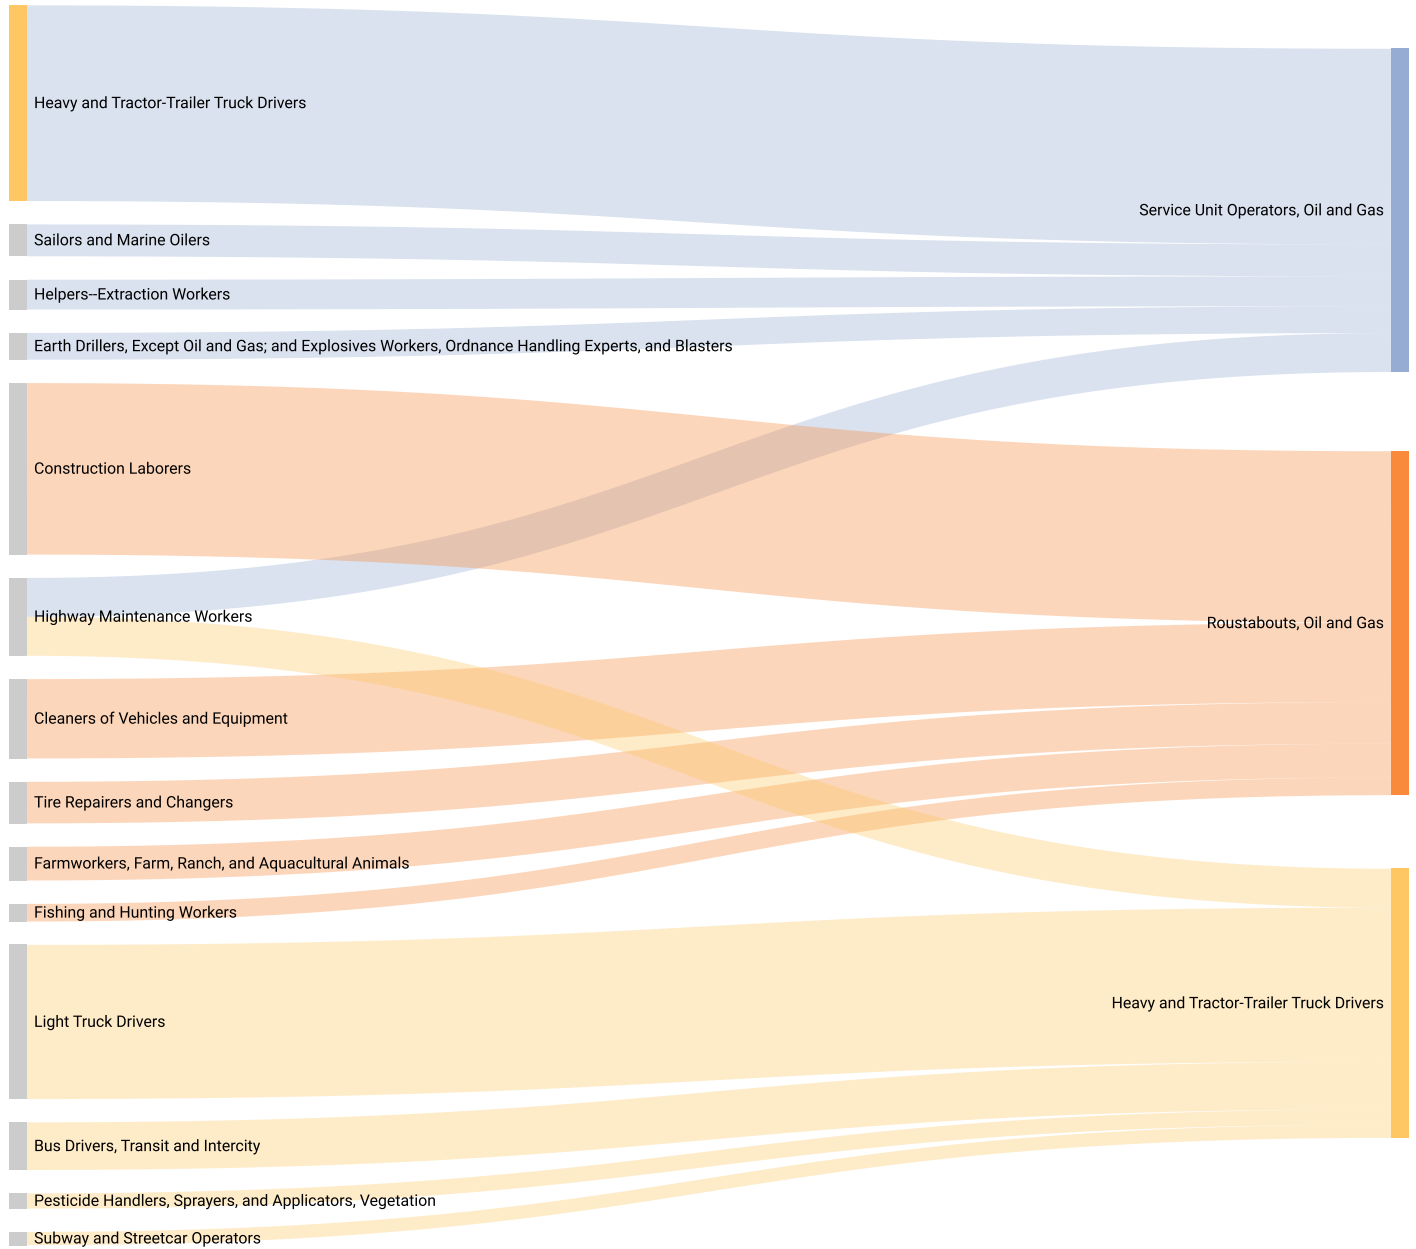 Heavy and Tractor-Trailer Truck Drivers
Service Unit Operators, Oil and Gas
Sailors and Marine Oilers
Helpers--Extraction Workers
Earth Drillers, Except Oil and Gas; and Explosives Workers, Ordnance Handling Experts, and Blasters
Construction Laborers
Highway Maintenance Workers
Roustabouts, Oil and Gas
Cleaners of Vehicles and Equipment
Tire Repairers and Changers
Farmworkers, Farm, Ranch, and Aquacultural Animals
Fishing and Hunting Workers
Heavy and Tractor-Trailer Truck Drivers
Light Truck Drivers
Bus Drivers, Transit and Intercity
Pesticide Handlers, Sprayers, and Applicators, Vegetation
Subway and Streetcar Operators